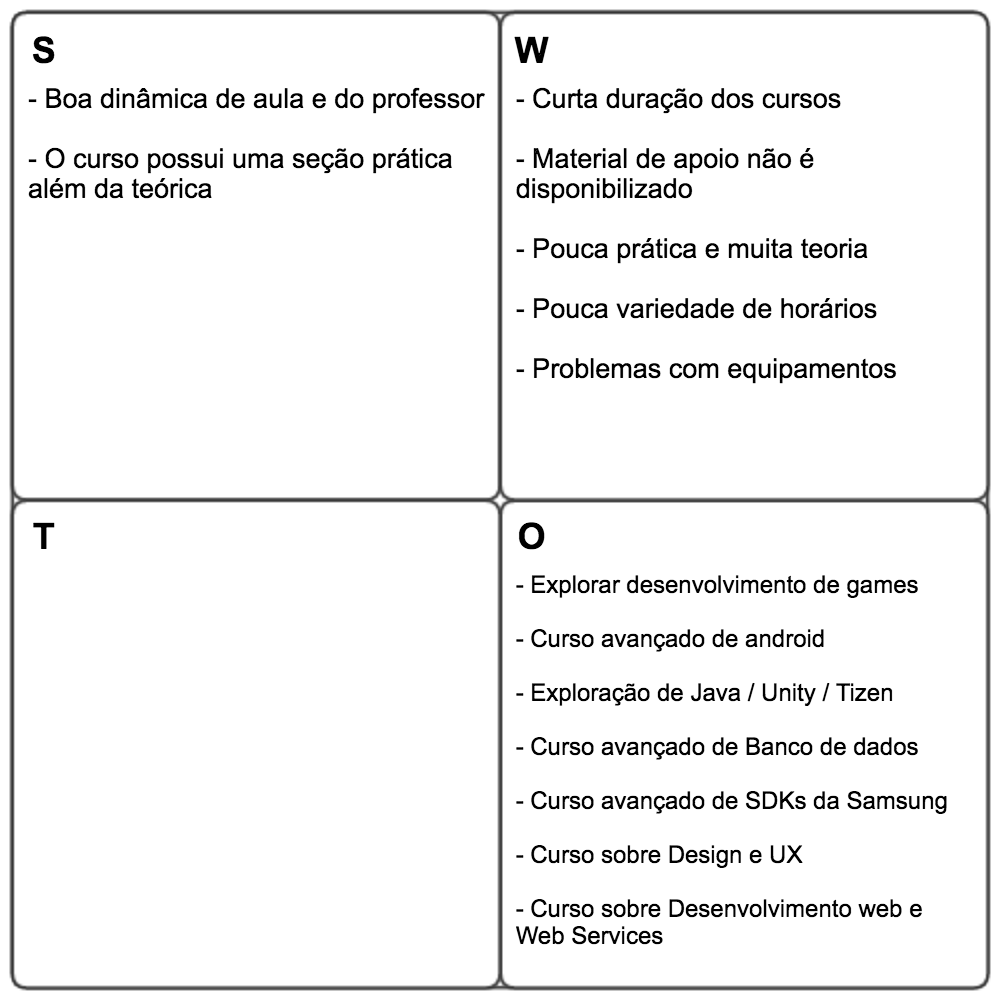 S
- Boa dinâmica de aula e do professor
- O curso possui uma seção prática
além da teórica
W
- Curta duração dos cursos
- Material de apoio não é
disponibilizado
- Pouca prática e muita teoria
- Pouca variedade de horários
- Problemas com equipamentos
T
O
- Explorar desenvolvimento de games
- Curso avançado de android
- Exploração de Java / Unity / Tizen
- Curso avançado de Banco de dados
- Curso avançado de SDKs da Samsung
- Curso sobre Design e UX
- Curso sobre Desenvolvimento web e
Web Services